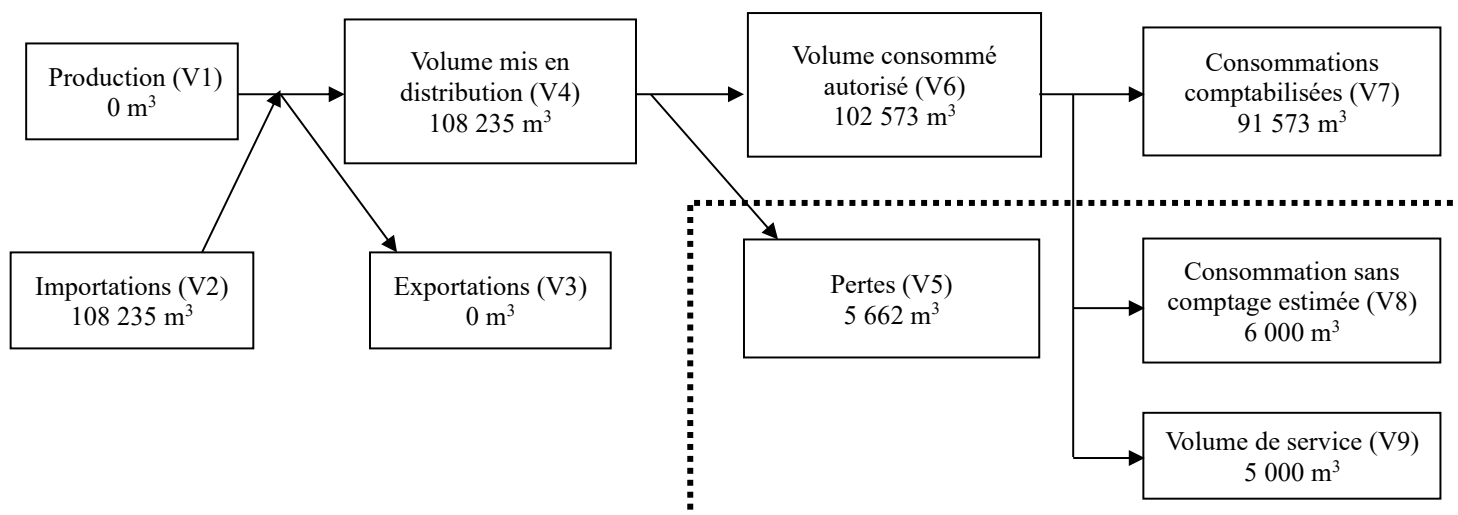 Production (V1)
0 m³
Volume mis en
distribution (V4)
108 235 m³
Volume consommé
autorisé (V6)
102 573 m³
Consommations
comptabilisées (V7)
91 573 m³
Importations (V2)
108 235 m³
Exportations (V3)
0 m³
Pertes (V5)
5 662 m³
Consommation sans
comptage estimée (V8)
6 000 m³
Volume de service (V9)
5 000 m³